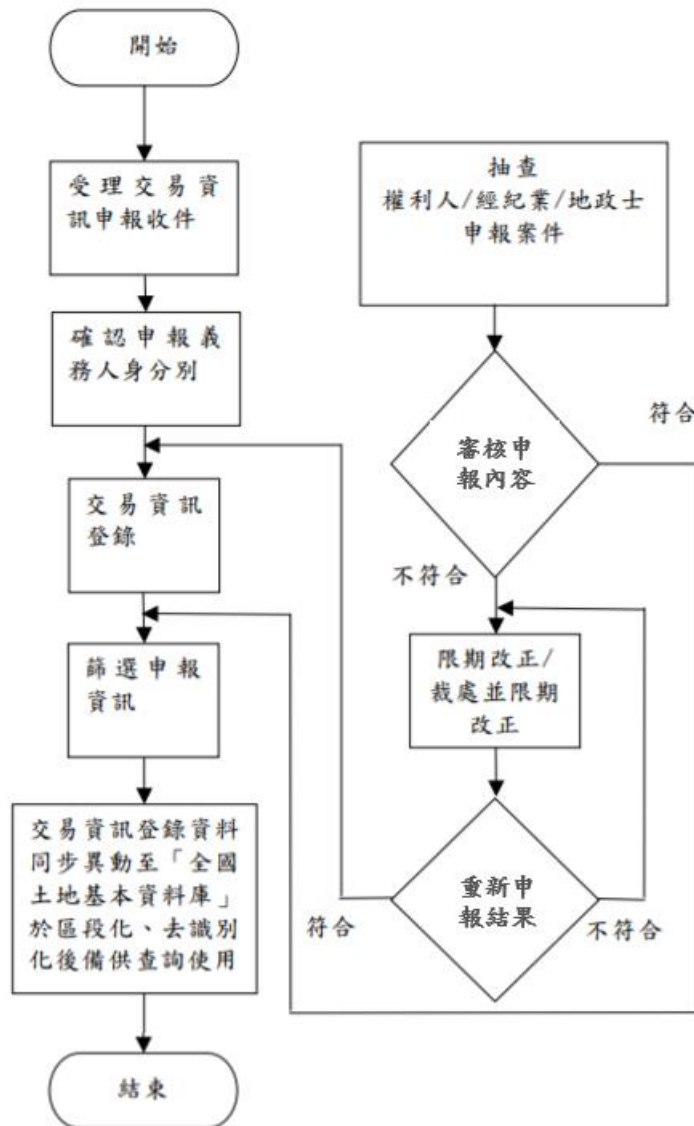 開始
受理交易資
訊申報收件
確認申報義
務人身分別
交易資訊
登錄
篩選申報
資訊
交易資訊登錄資料
同步異動至「全國
土地基本資料庫」
於區段化、去識別
化後備供查詢使用
結束
抽查
權利人/經紀業/地政士
申報案件
審核申
報內容
符合
不符合
限期改正/
裁處並限期
改正
重新申
報結果
符合
不符合